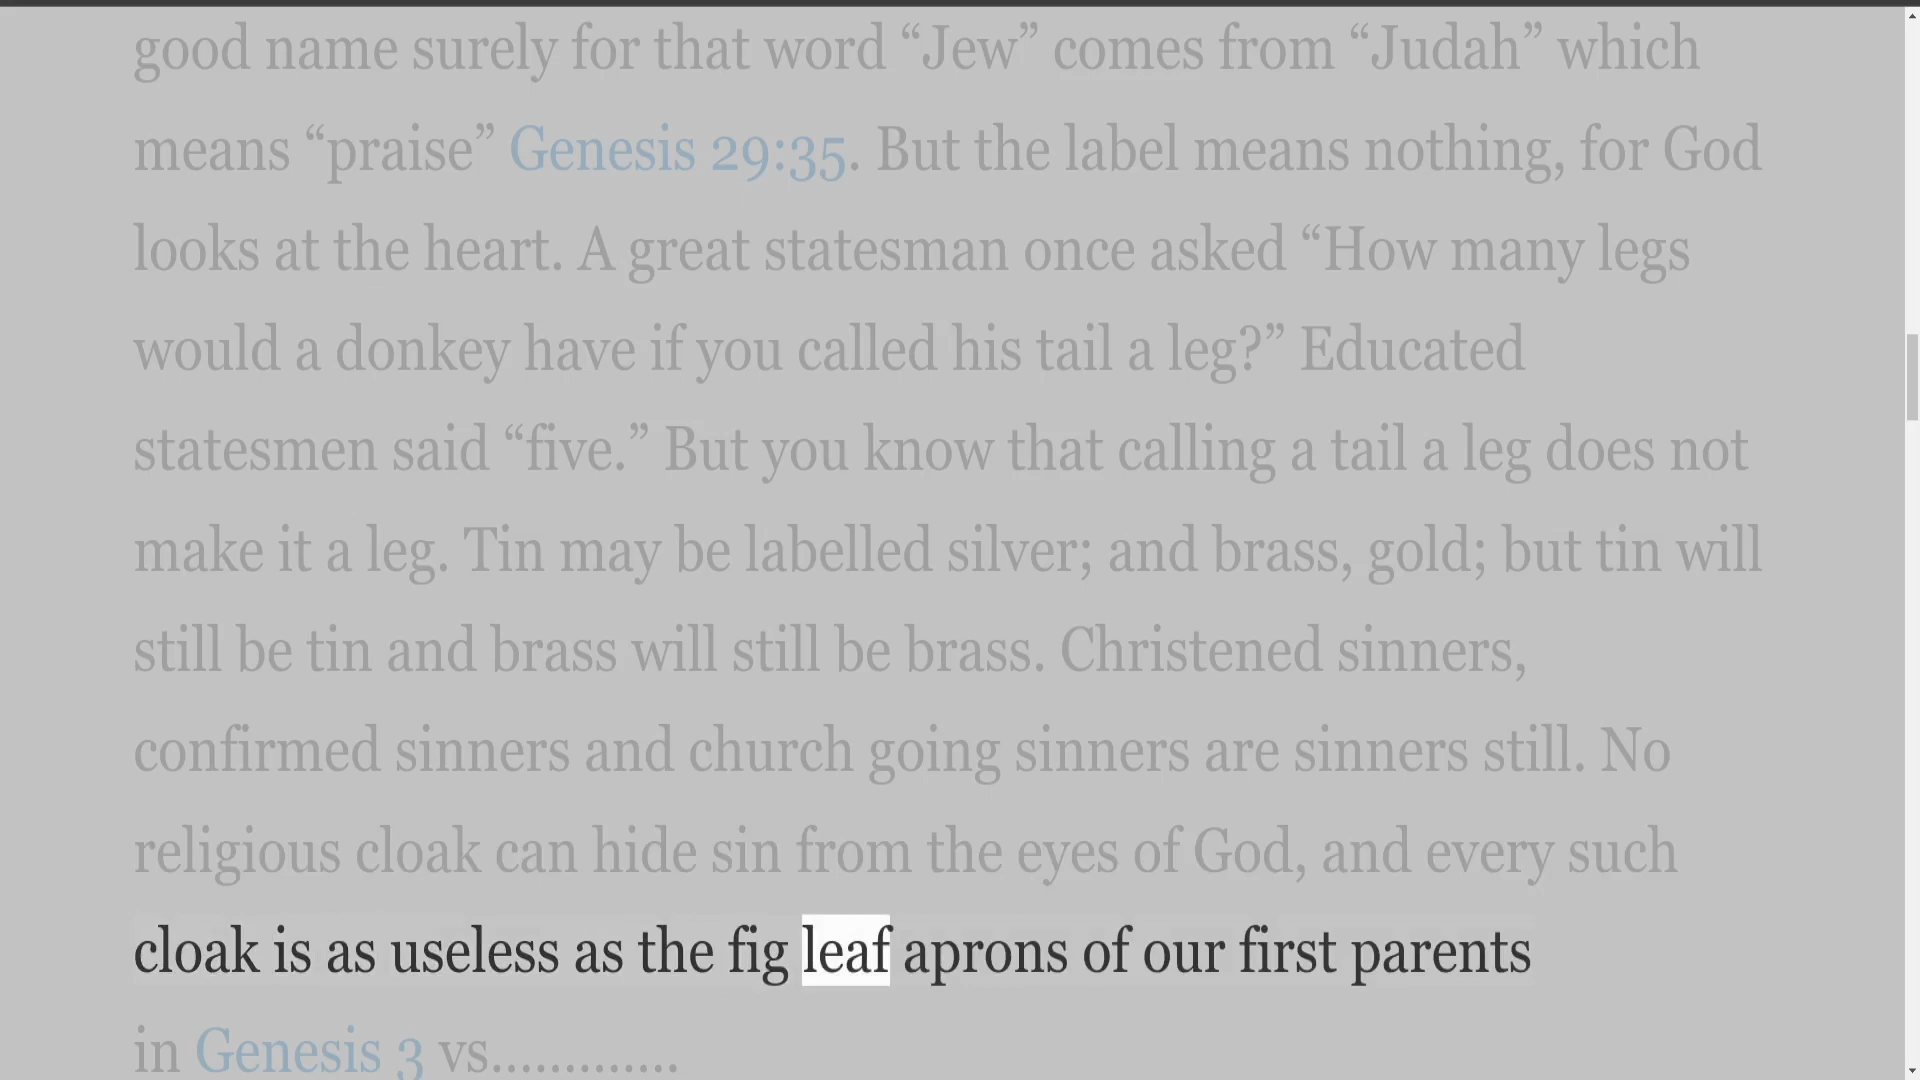 good name surely for that word “Jew” comes from “Judah” which
means “praise” Genesis 29:35. But the label means nothing, for God
looks at the heart. A great statesman once asked “How many legs
would a donkey have if you called his tail a leg?” Educated
statesmen said “five.” But you know that calling a tail a leg does not
make it a leg. Tin may be labelled silver; and brass, gold; but tin will
still be tin and brass will still be brass. Christened sinners,
confirmed sinners and church going sinners are sinners still. No
religious cloak can hide sin from the eyes of God, and every such
cloak is as useless as the fig leaf aprons of our first parents
in Genesis 3 vs.............